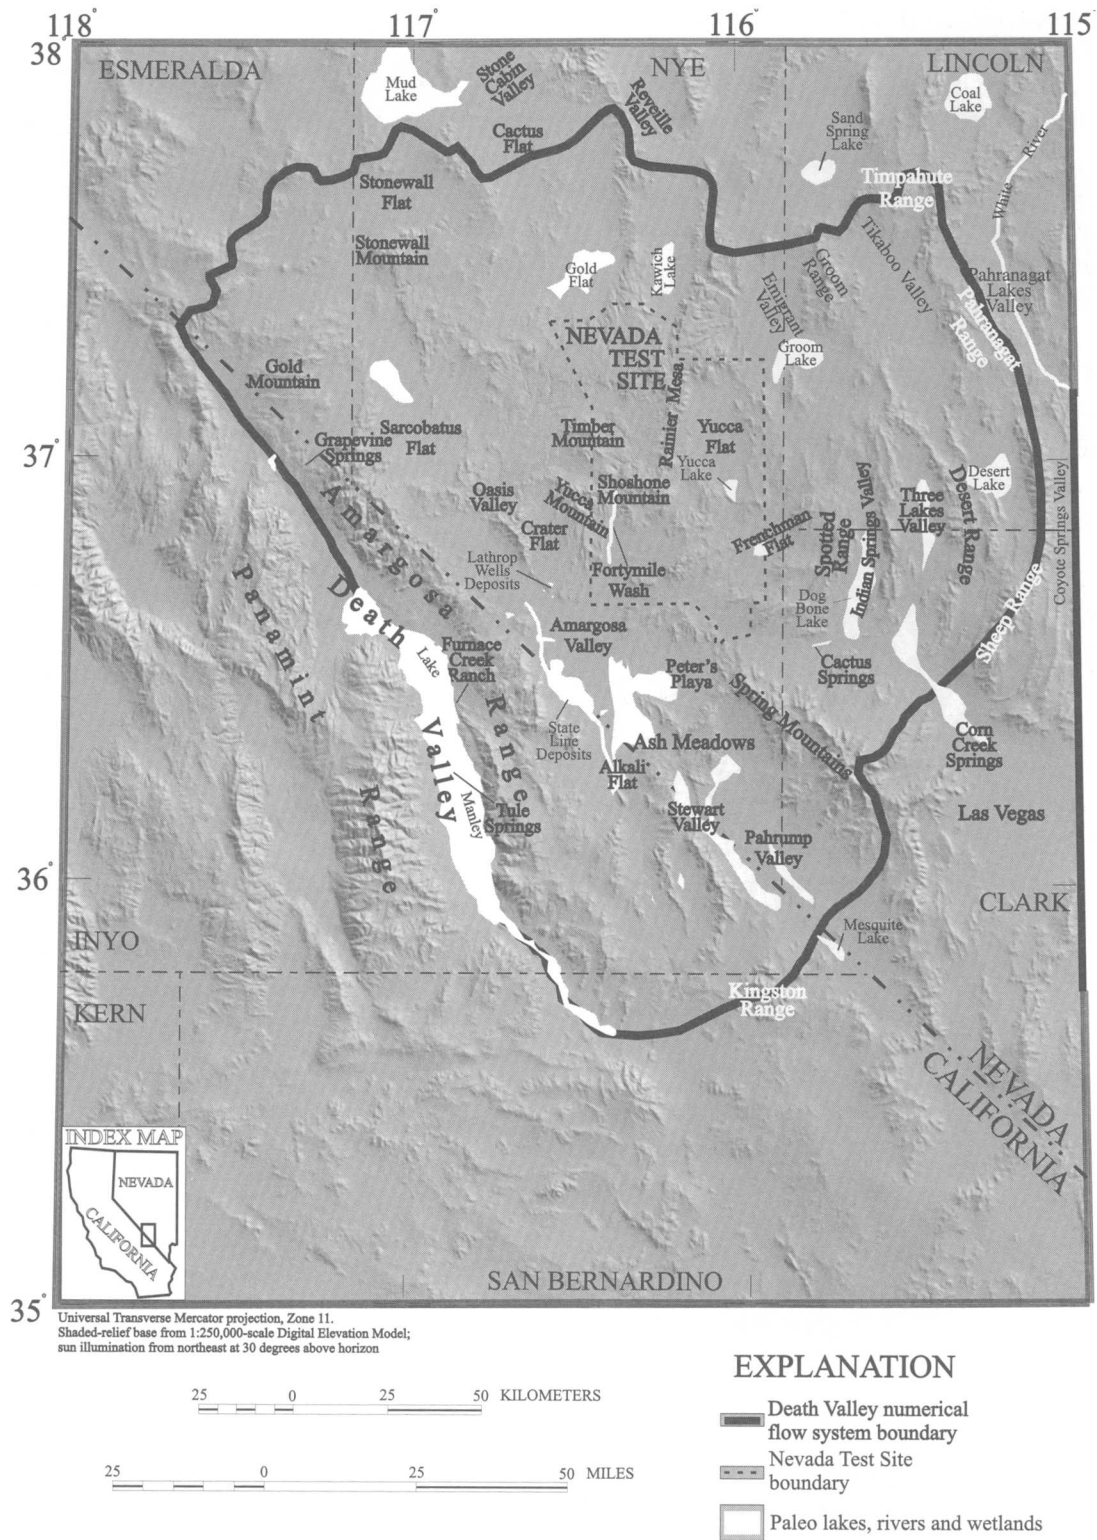 118°
117°
116°
115°
38°
ESMERALDA
NYE
LINCOLN
Mud
Lake
Stone
Cabin
Valley
Reveille
Valley
Coal
Lake
Cactus
Flat
Sand
Spring
Lake
White
River
Timpahute
Range
Stonewall
Flat
Stonewall
Mountain
Gold
Flat
Kawich
Lake
Groom
Range
Tikaboo Valley
Pahranagat
Lakes
Valley
Emigrant
Valley
Pahranagat
Range
NEVADA
TEST
SITE
Groom
Lake
Gold
Mountain
Rainier Mesa
37°
Grapevine
Springs
Sarcobatus
Flat
Timber
Mountain
Yucca
Flat
Yucca
Lake
Desert
Lake
Oasis
Valley
Yucca
Mountain
Shoshone
Mountain
Three
Lakes
Valley
Desert Range
Coyote Springs Valley
Crater
Flat
Frenchman
Flat
Spotted
Range
Indian Springs Valley
Amargosa
Range
Lathrop
Wells
Deposits
Fortymile
Wash
Dog
Bone
Lake
Sheep Range
Death
Valley
Panamint
Range
Amargosa
Valley
Furnace
Creek
Ranch
Lake
Manley
Cactus
Springs
Peter's
Playa
Spring Mountains
State
Line
Deposits
Ash Meadows
Alkali
Flat
Corn
Creek
Springs
Tule
Springs
Stewart
Valley
Las Vegas
Pahrump
Valley
36°
CLARK
INYO
Mesquite
Lake
KERN
Kingston
Range
NEVADA
CALIFORNIA
INDEX MAP
NEVADA
CALIFORNIA
SAN BERNARDINO
35°
Universal Transverse Mercator projection, Zone 11.
Shaded-relief base from 1:250,000-scale Digital Elevation Model;
sun illumination from northeast at 30 degrees above horizon
25 0 25 50 KILOMETERS
25 0 25 50 MILES
EXPLANATION
Death Valley numerical
flow system boundary
Nevada Test Site
boundary
Paleo lakes, rivers and wetlands